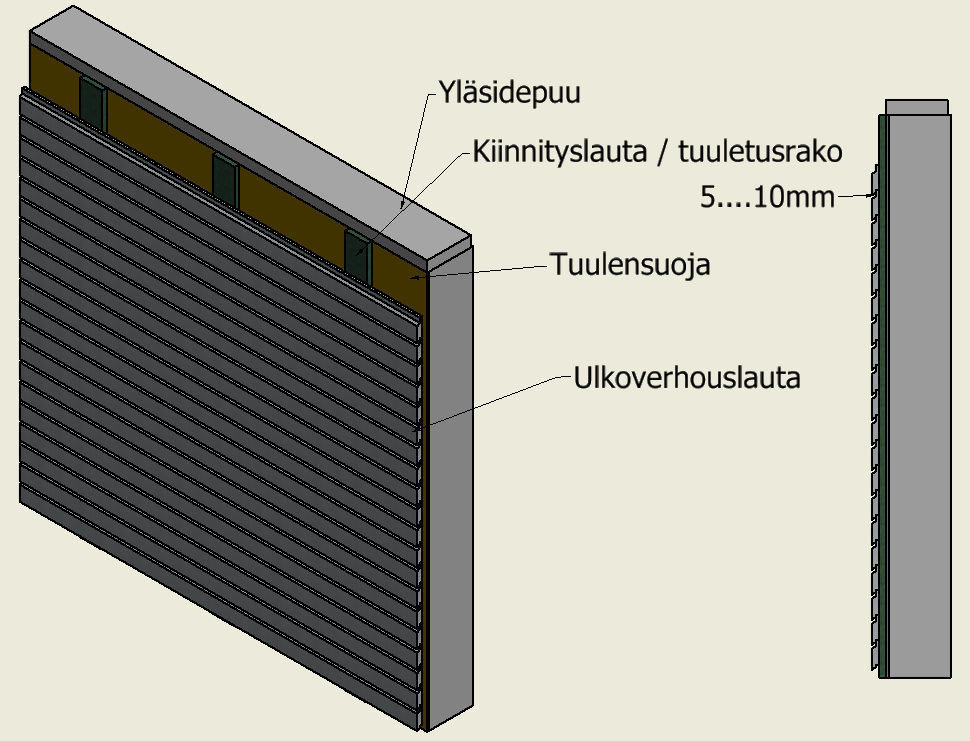 Yläsidepuu
Kiinnityslauta / tuuletusrako
5....10mm
Tuulensuoja
Ulkoverhouslauta